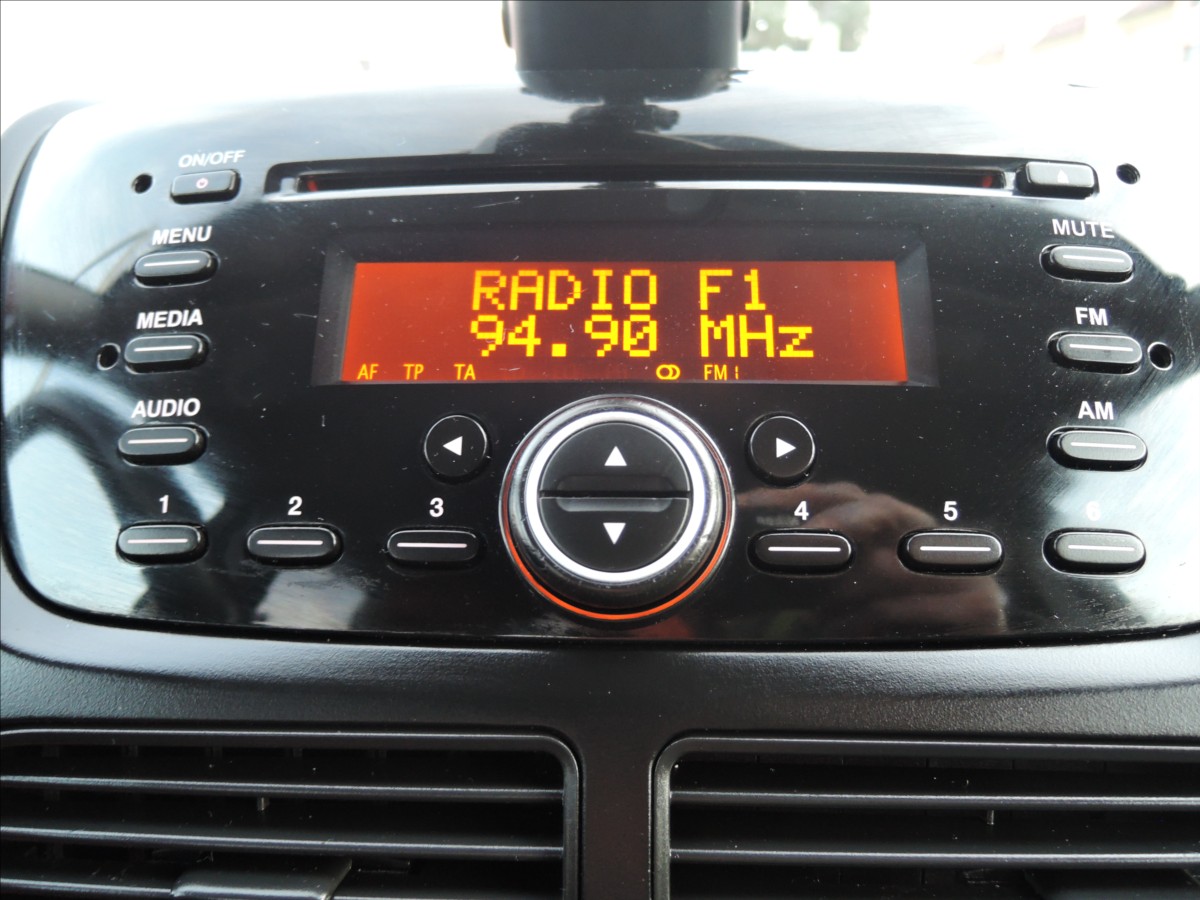 ON/OFF
MENU
MUTE
RADIO F1
MEDIA
FM
94.90 MHz
AF TP TA FM I
AUDIO
AM
1 2 3 4 5 6